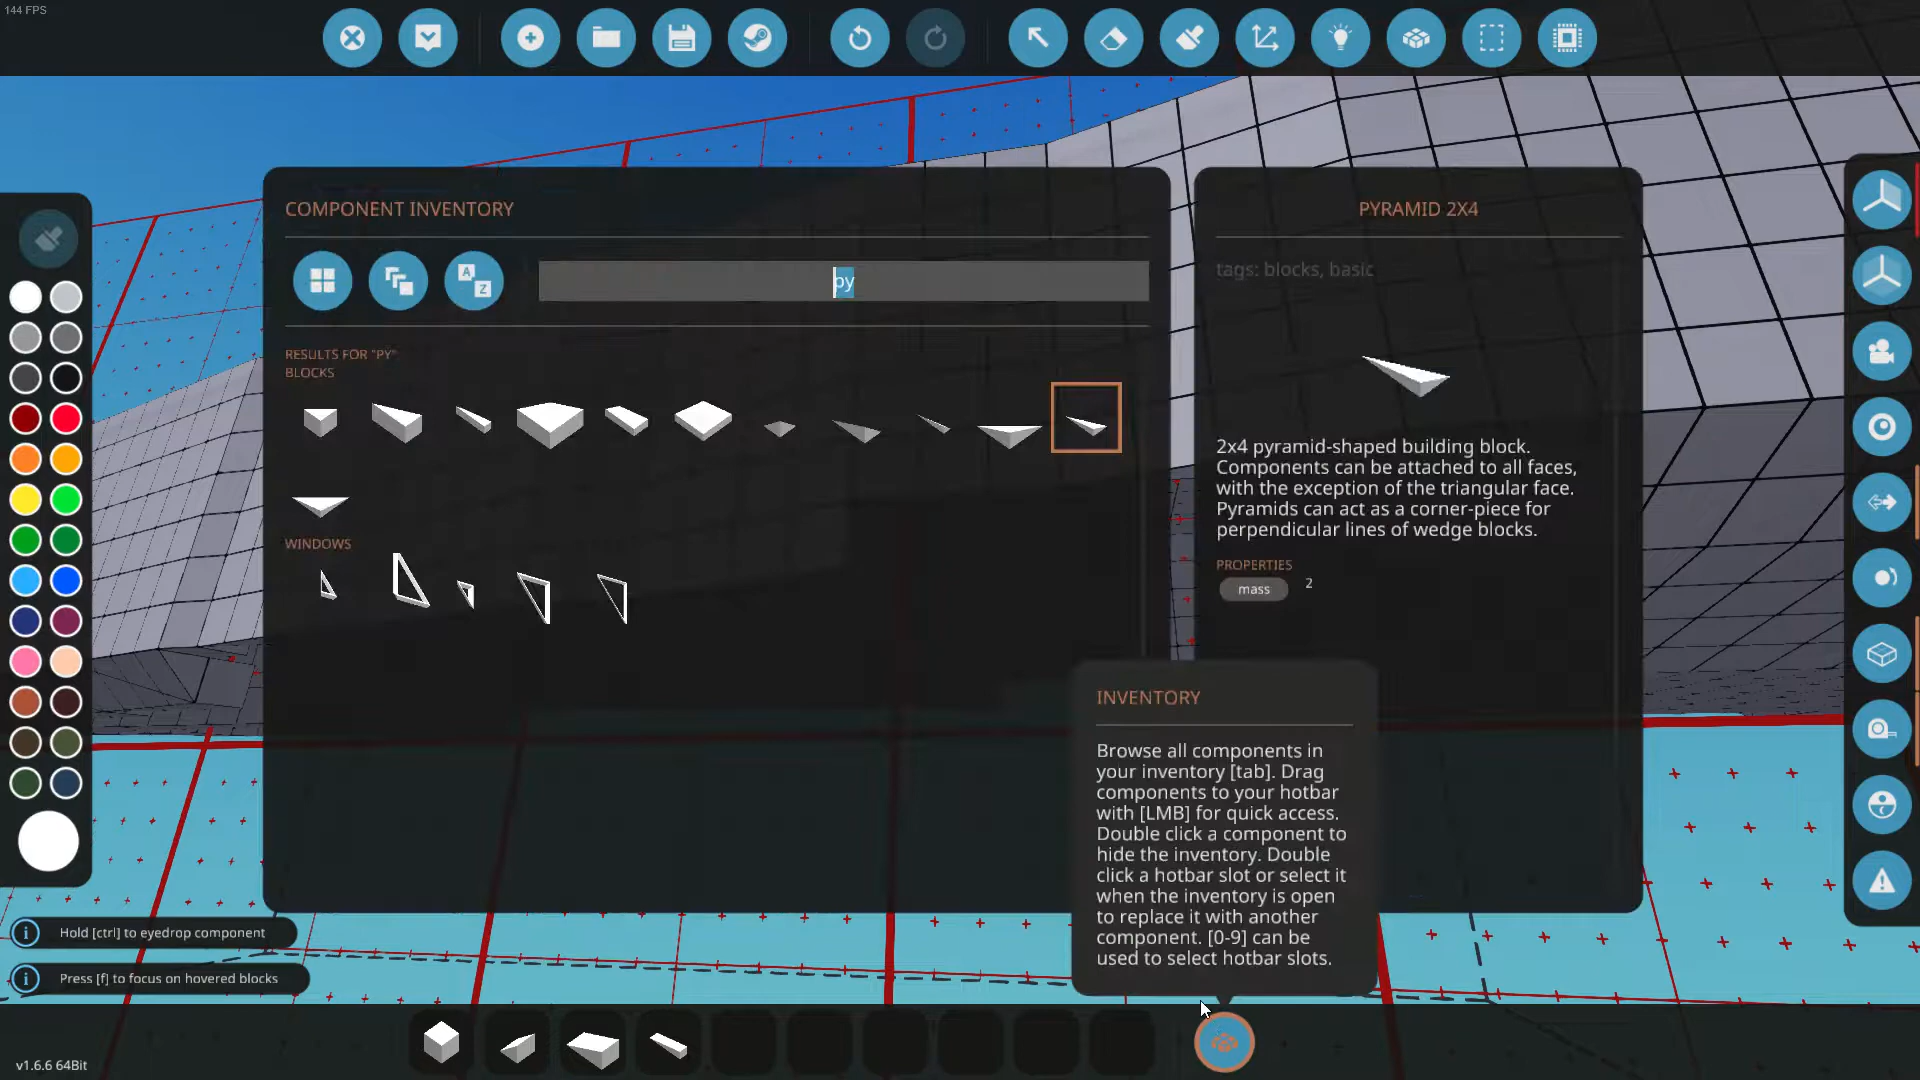 144 FPS
COMPONENT INVENTORY
A
Z
py
RESULTS FOR "PY"
BLOCKS
WINDOWS
PYRAMID 2X4
tags: blocks, basic
2x4 pyramid-shaped building block.
Components can be attached to all faces,
with the exception of the triangular face.
Pyramids can act as a corner-piece for
perpendicular lines of wedge blocks.
PROPERTIES
mass 2
INVENTORY
Browse all components in
your inventory [tab]. Drag
components to your hotbar
with [LMB] for quick access.
Double click a component to
hide the inventory. Double
click a hotbar slot or select it
when the inventory is open
to replace it with another
component. [0-9] can be
used to select hotbar slots.
Hold [ctrl] to eyedrop component
Press [f] to focus on hovered blocks
v1.6.6 64Bit